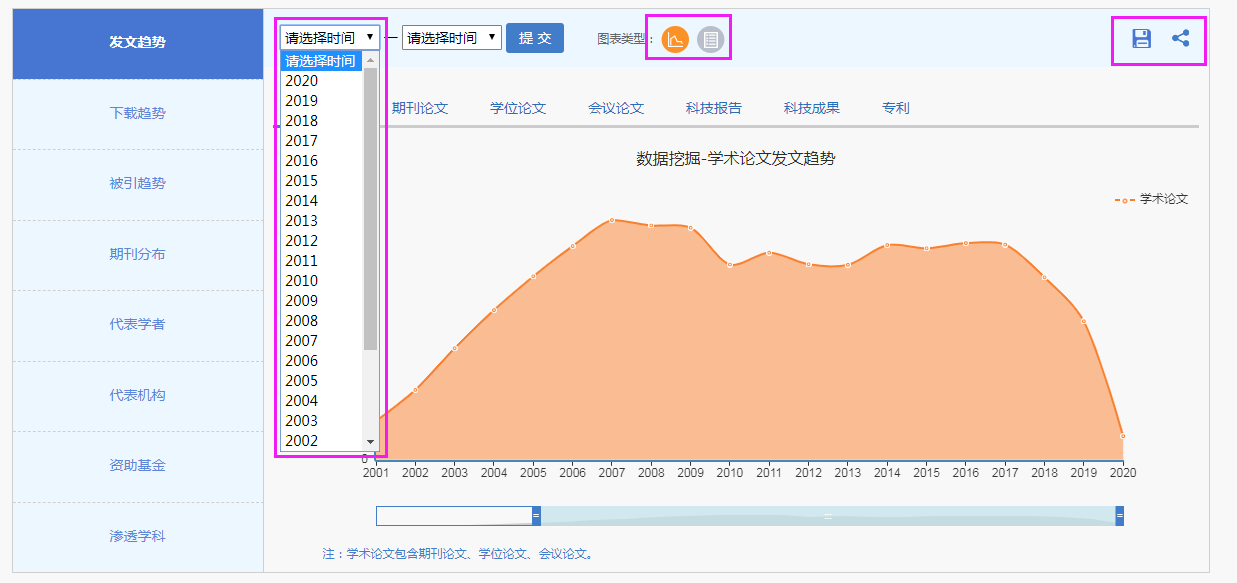 发文趋势
下载趋势
被引趋势
期刊分布
代表学者
代表机构
资助基金
渗透学科
请选择时间 — 请选择时间 提 交 图表类型：
请选择时间
2020
2019
2018
2017
2016
2015
2014
2013
2012
2011
2010
2009
2008
2007
2006
2005
2004
2003
2002
期刊论文 学位论文 会议论文 科技报告 科技成果 专利
数据挖掘-学术论文发文趋势
学术论文
0
2001 2002 2003 2004 2005 2006 2007 2008 2009 2010 2011 2012 2013 2014 2015 2016 2017 2018 2019 2020
注：学术论文包含期刊论文、学位论文、会议论文。